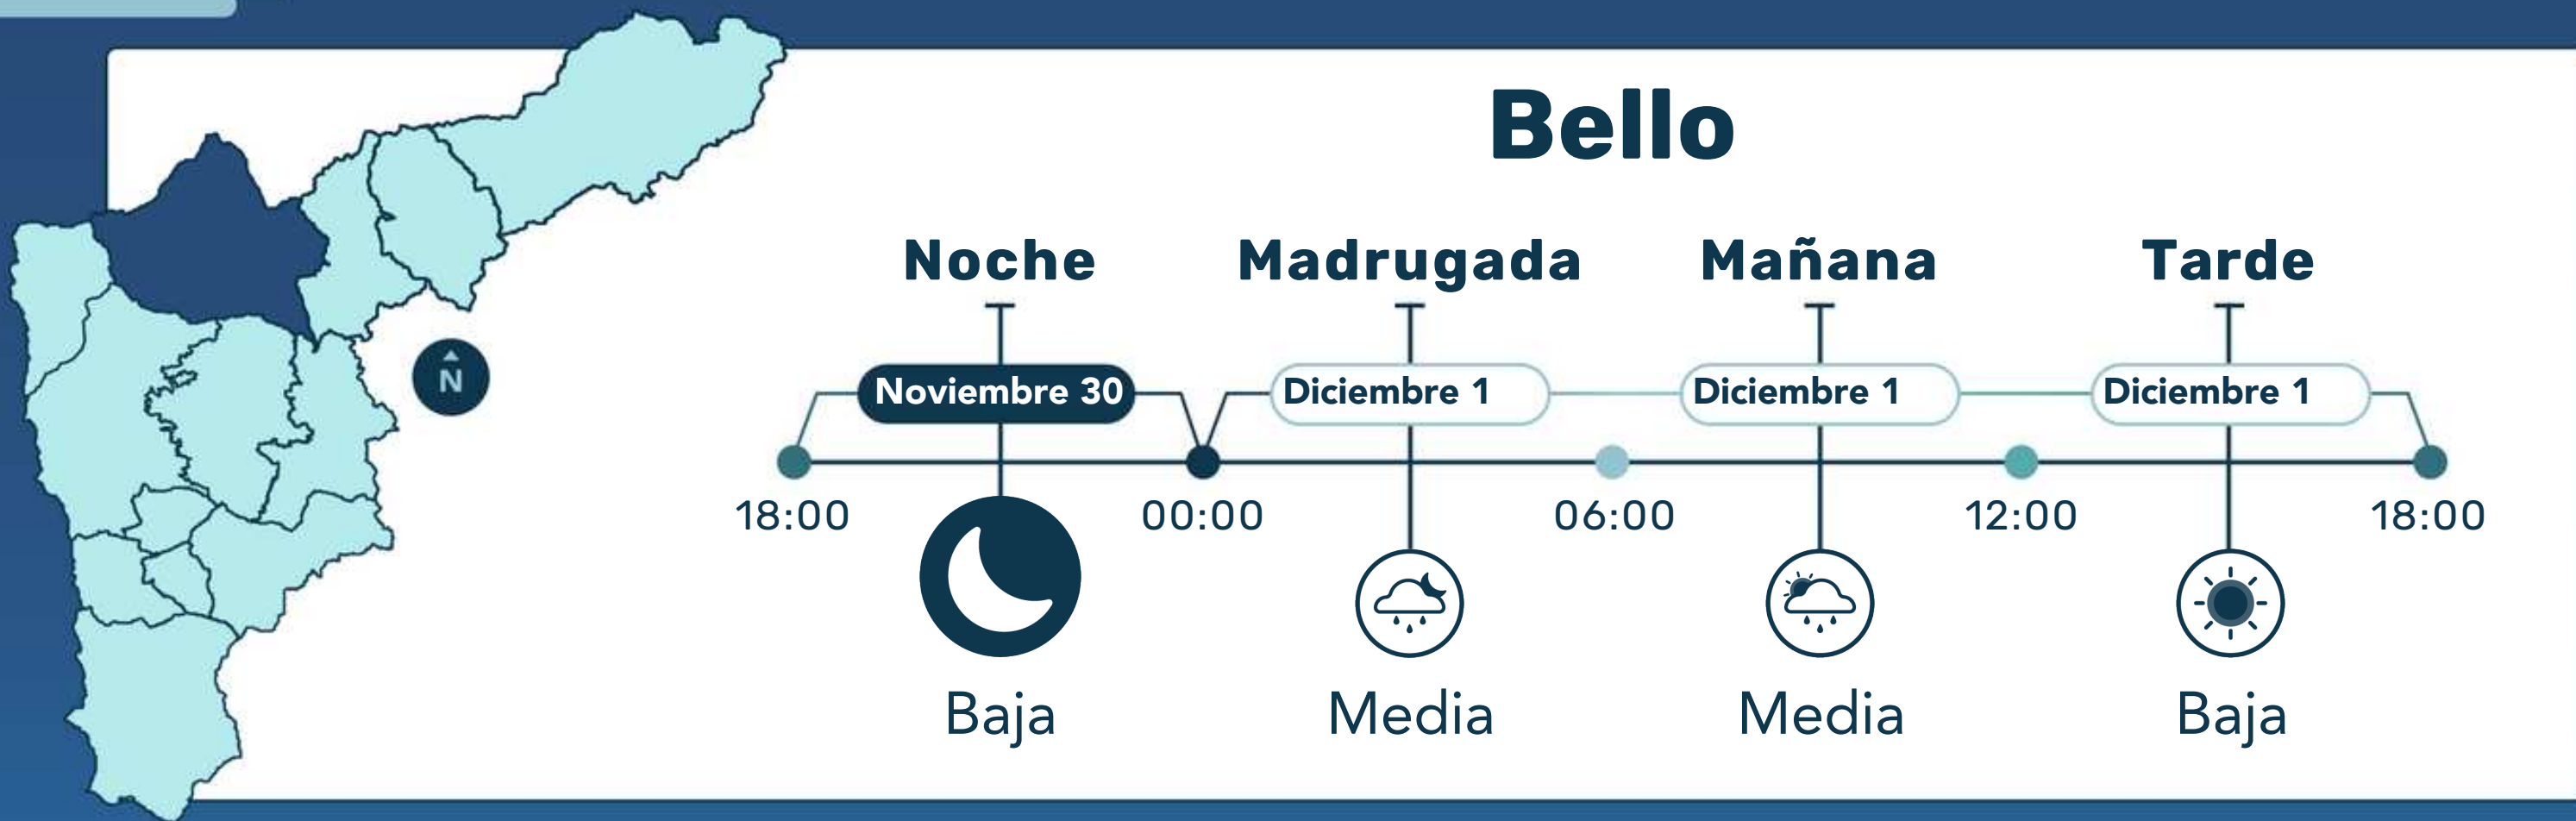 Bello
Noche Madrugada Mañana Tarde
Noviembre 30 Diciembre 1 Diciembre 1 Diciembre 1
N
18:00 00:00 06:00 12:00 18:00
Baja Media Media Baja